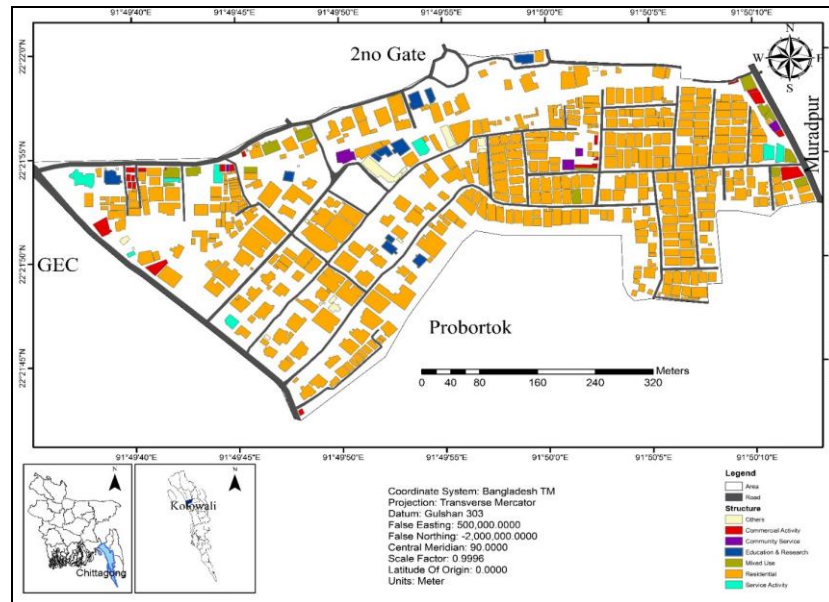 91°49'40"E 91°49'45"E 91°49'50"E 91°49'55"E 91°50'0"E 91°50'5"E 91°50'10"E
22°22'0"N
2no Gate
N
W E
S
Muradpur
22°21'55"N
GEC
22°21'50"N
Probortok
Meters
0 40 80 160 240 320
22°21'45"N
91°49'40"E 91°49'45"E 91°49'50"E 91°49'55"E 91°50'0"E 91°50'5"E 91°50'10"E
N
Chittagong
N
Kotowali
Coordinate System: Bangladesh TM
Projection: Transverse Mercator
Datum: Gulshan 303
False Easting: 500,000.0000
False Northing: -2,000,000.0000
Central Meridian: 90.0000
Scale Factor: 0.9996
Latitude Of Origin: 0.0000
Units: Meter
Legend
Area
Road
Structure
Others
Commercial Activity
Community Service
Education & Research
Mixed Use
Residential
Service Activity